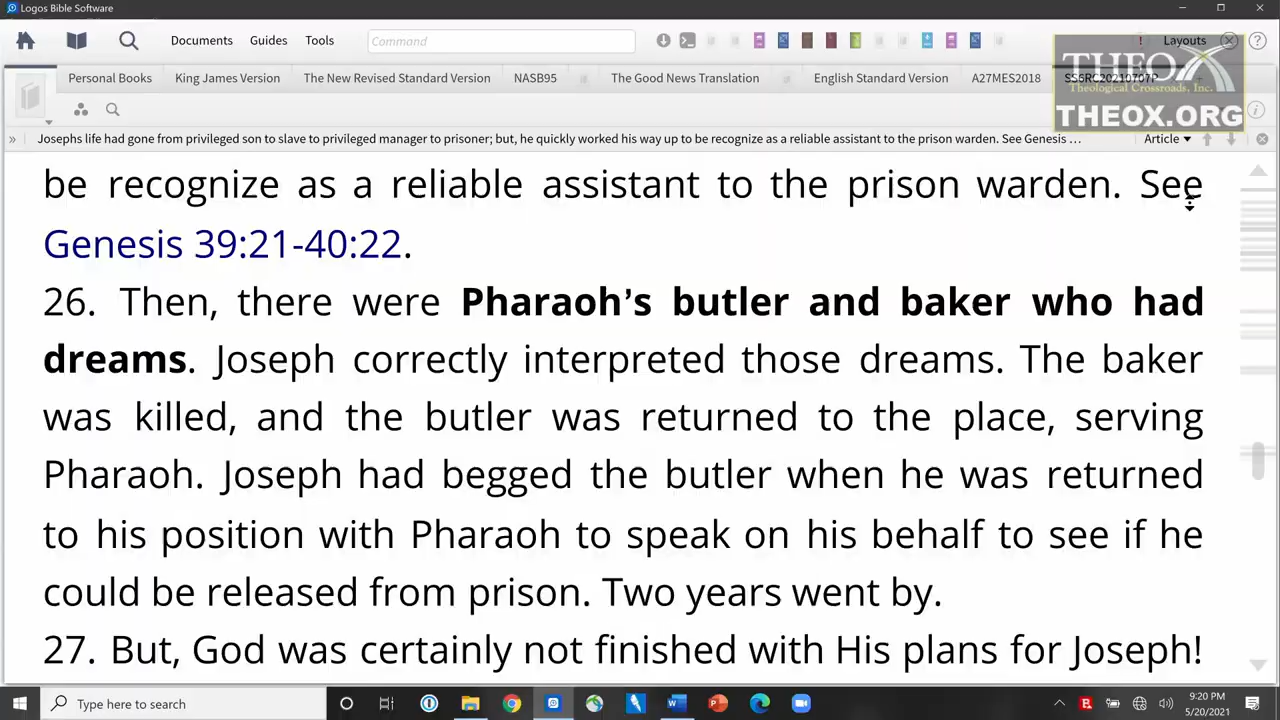 Logos Bible Software
Documents Guides Tools Command Layouts
Personal Books King James Version The New Revised Standard Version NASB95 The Good News Translation English Standard Version A27MES2018 SS6RC20210707P
THEOX
Theological Crossroads, Inc.
THEOX.ORG
Josephs life had gone from privileged son to slave to privileged manager to prisoner; but, he quickly worked his way up to be recognize as a reliable assistant to the prison warden. See Genesis ... Article
be recognize as a reliable assistant to the prison warden. See
Genesis 39:21-40:22.
26. Then, there were Pharaoh's butler and baker who had
dreams. Joseph correctly interpreted those dreams. The baker
was killed, and the butler was returned to the place, serving
Pharaoh. Joseph had begged the butler when he was returned
to his position with Pharaoh to speak on his behalf to see if he
could be released from prison. Two years went by.
27. But, God was certainly not finished with His plans for Joseph!
Type here to search
9:20 PM
5/20/2021